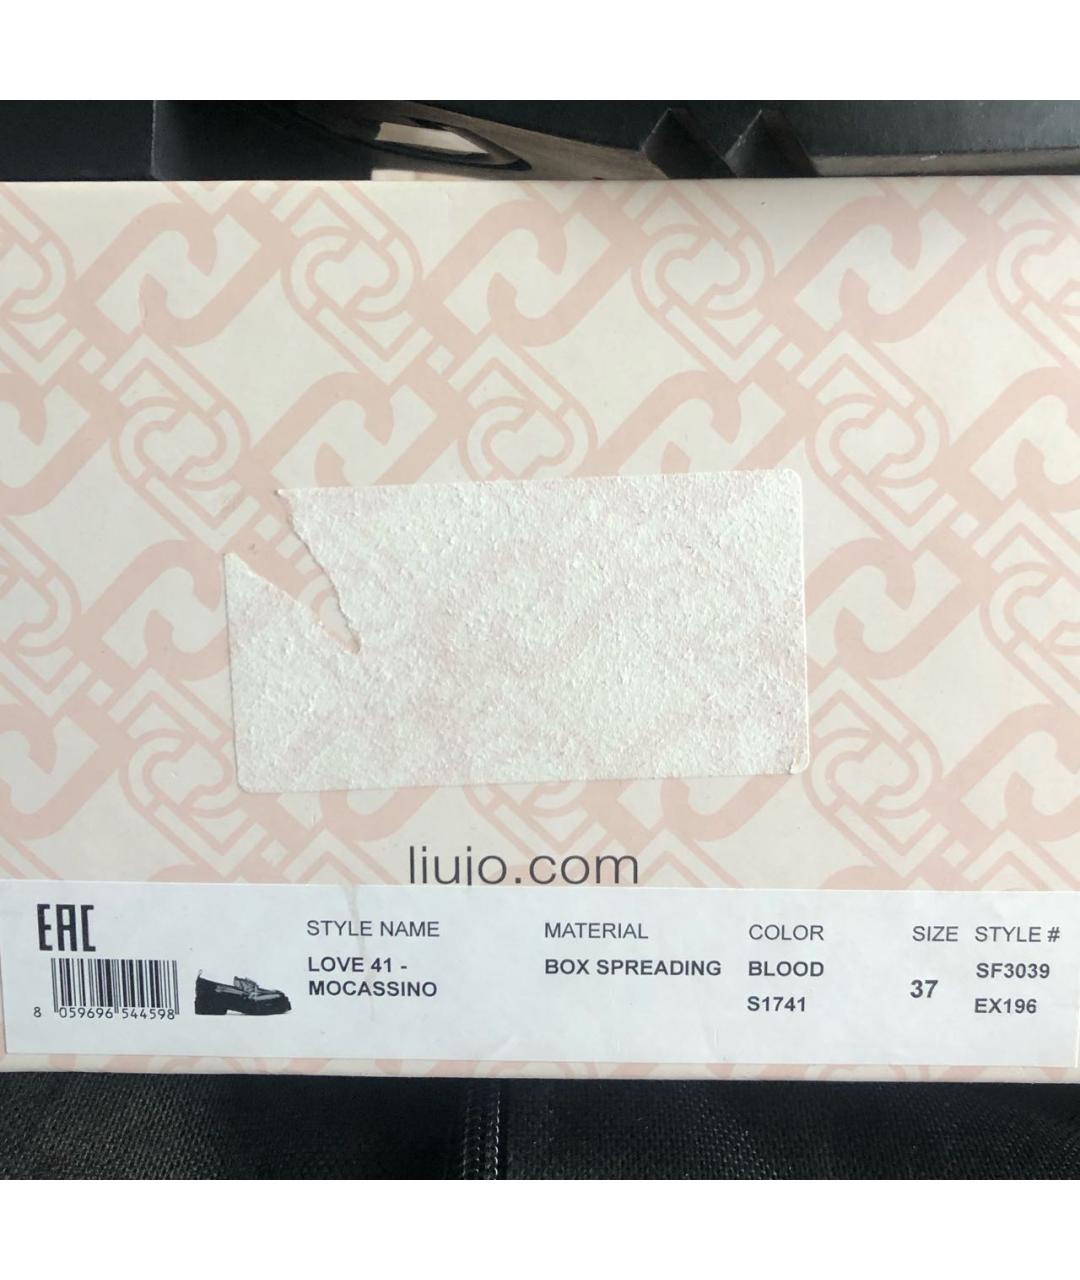 liujo.com
EAC
STYLE NAME MATERIAL COLOR SIZE STYLE #
LOVE 41 - BOX SPREADING BLOOD 37 SF3039
MOCASSINO S1741 EX196
8 059696 544598